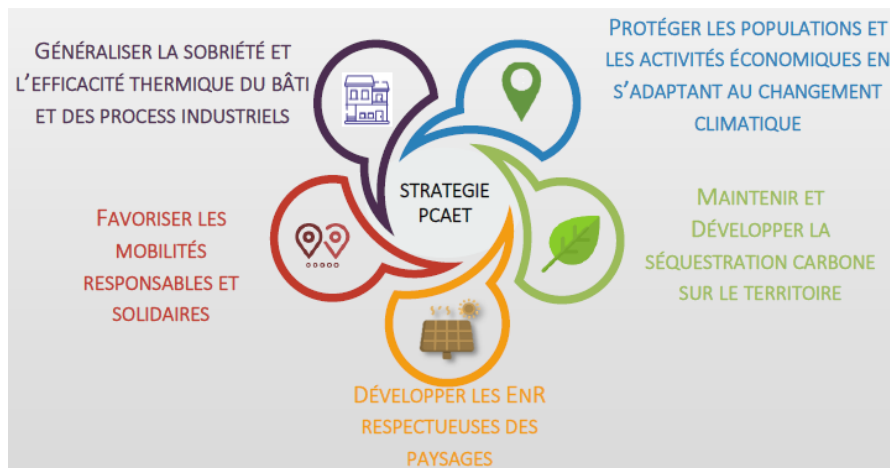 GÉNÉRALISER LA SOBRIÉTÉ ET
L'EFFICACITÉ THERMIQUE DU BÂTI
ET DES PROCESS INDUSTRIELS
PROTÉGER LES POPULATIONS ET
LES ACTIVITÉS ÉCONOMIQUES EN
S'ADAPTANT AU CHANGEMENT
CLIMATIQUE
STRATEGIE
PCAET
FAVORISER LES
MOBILITÉS
RESPONSABLES ET
SOLIDAIRES
MAINTENIR ET
DÉVELOPPER LA
SÉQUESTRATION CARBONE
SUR LE TERRITOIRE
DÉVELOPPER LES ENR
RESPECTUEUSES DES
PAYSAGES